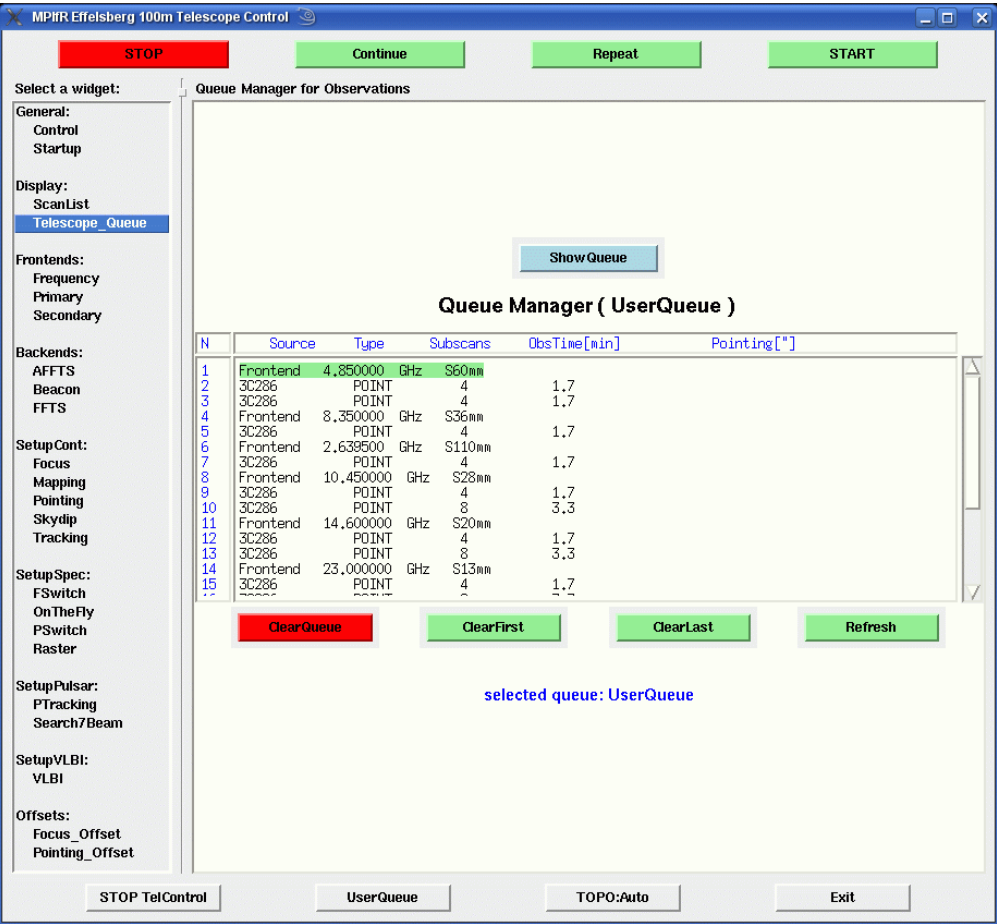 MPIfR Effelsberg 100m Telescope Control
STOP Continue Repeat START
Select a widget:
General:
Control
Startup
Display:
ScanList
Telescope_Queue
Frontends:
Frequency
Primary
Secondary
Backends:
AFFTS
Beacon
FFTS
SetupCont:
Focus
Mapping
Pointing
Skydip
Tracking
SetupSpec:
FSwitch
OnTheFly
PSwitch
Raster
SetupPulsar:
PTracking
Search7Beam
SetupVLBI:
VLBI
Offsets:
Focus_Offset
Pointing_Offset
Queue Manager for Observations
ShowQueue
Queue Manager ( UserQueue )
N Source Type Subscans ObsTime[min] Pointing["]
1 Frontend 4.850000 GHz S60mm
2 3C286 POINT 4 1.7
3 3C286 POINT 4 1.7
4 Frontend 8.350000 GHz S36mm
5 3C286 POINT 4 1.7
6 Frontend 2.639500 GHz S110mm
7 3C286 POINT 4 1.7
8 Frontend 10.450000 GHz S28mm
9 3C286 POINT 4 1.7
10 3C286 POINT 8 3.3
11 Frontend 14.600000 GHz S20mm
12 3C286 POINT 4 1.7
13 3C286 POINT 8 3.3
14 Frontend 23.000000 GHz S13mm
15 3C286 POINT 4 1.7
ClearQueue ClearFirst ClearLast Refresh
selected queue: UserQueue
STOP TelControl UserQueue TOPO:Auto Exit